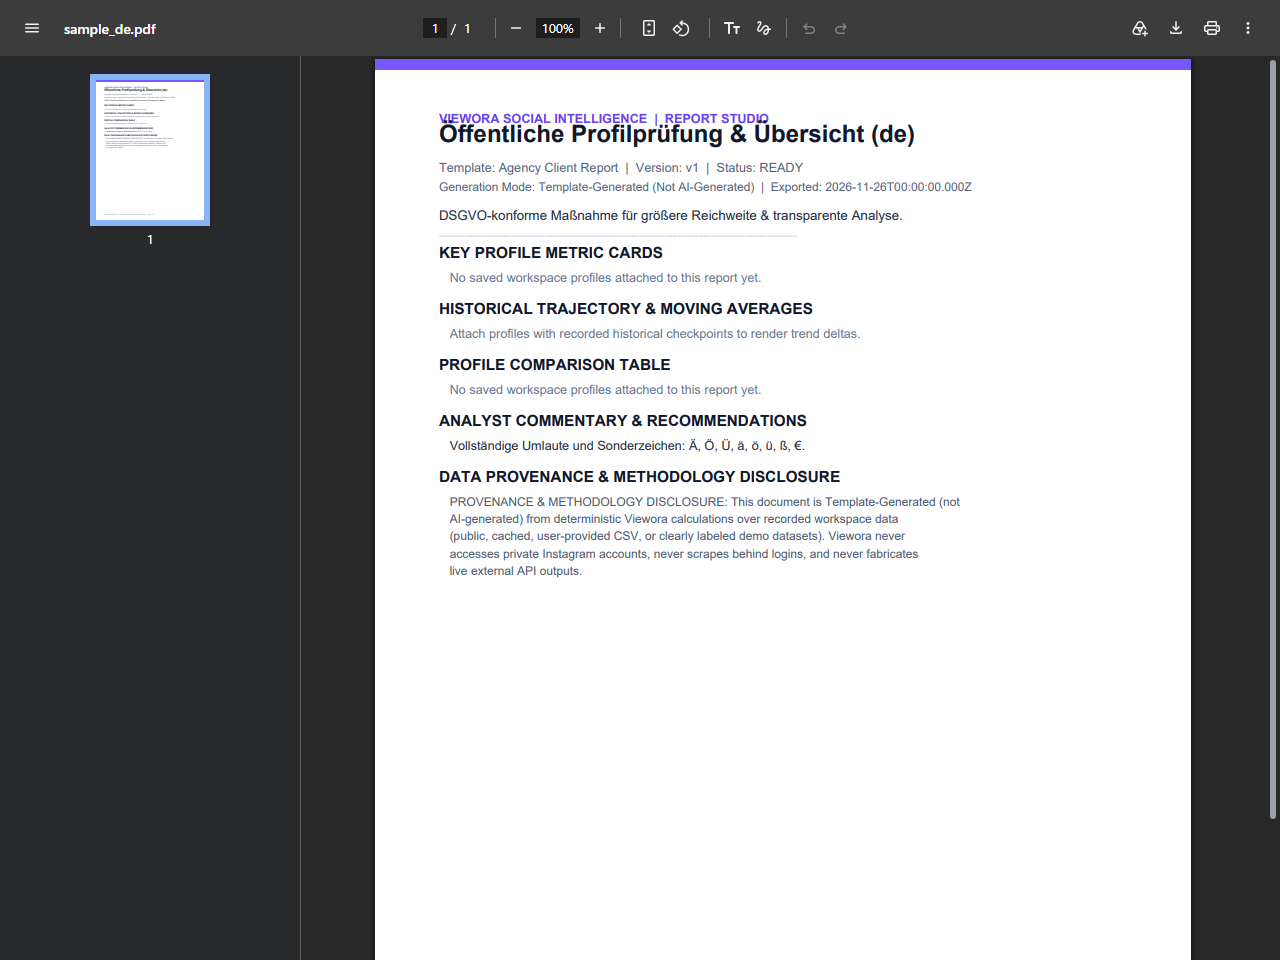 sample_de.pdf
1 / 1
100%
1
VIEWORA SOCIAL INTELLIGENCE | REPORT STUDIO
Öffentliche Profilprüfung & Übersicht (de)
Template: Agency Client Report | Version: v1 | Status: READY
Generation Mode: Template-Generated (Not AI-Generated) | Exported: 2026-11-26T00:00:00.000Z
DSGVO-konforme Maßnahme für größere Reichweite & transparente Analyse.
KEY PROFILE METRIC CARDS
No saved workspace profiles attached to this report yet.
HISTORICAL TRAJECTORY & MOVING AVERAGES
Attach profiles with recorded historical checkpoints to render trend deltas.
PROFILE COMPARISON TABLE
No saved workspace profiles attached to this report yet.
ANALYST COMMENTARY & RECOMMENDATIONS
Vollständige Umlaute und Sonderzeichen: Ä, Ö, Ü, ä, ö, ü, ß, €.
DATA PROVENANCE & METHODOLOGY DISCLOSURE
PROVENANCE & METHODOLOGY DISCLOSURE: This document is Template-Generated (not
AI-generated) from deterministic Viewora calculations over recorded workspace data
(public, cached, user-provided CSV, or clearly labeled demo datasets). Viewora never
accesses private Instagram accounts, never scrapes behind logins, and never fabricates
live external API outputs.